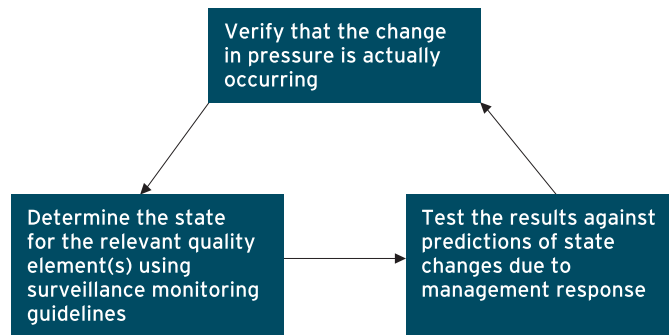 Verify that the change
in pressure is actually
occurring
Determine the state
for the relevant quality
element(s) using
surveillance monitoring
guidelines
Test the results against
predictions of state
changes due to
management response